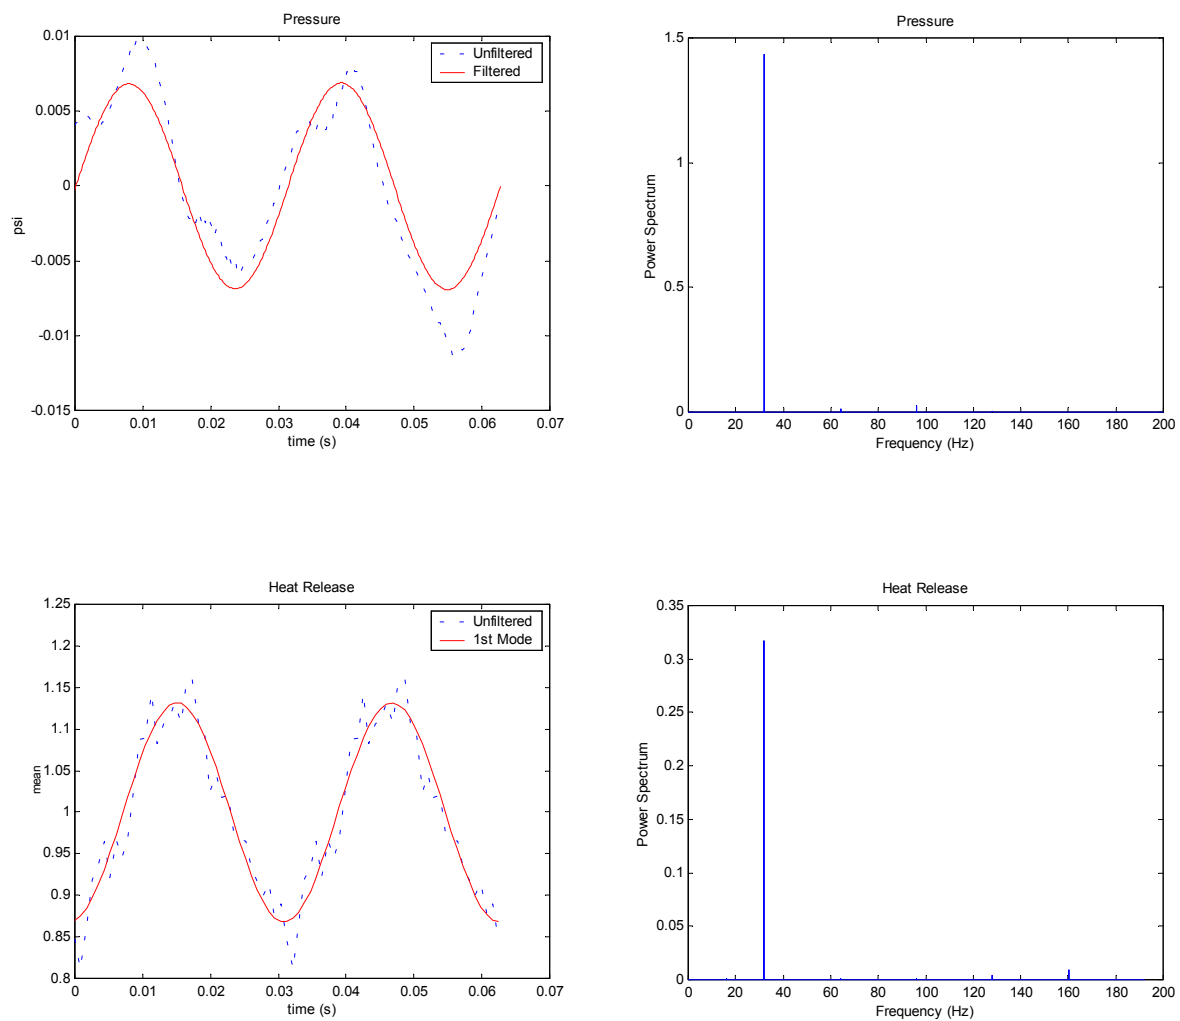 Pressure
0.01
0.005
0
-0.005
-0.01
-0.015
psi
Unfiltered
Filtered
0 0.01 0.02 0.03 0.04 0.05 0.06 0.07
time (s)
Pressure
1.5
1
0.5
0
Power Spectrum
0 20 40 60 80 100 120 140 160 180 200
Frequency (Hz)
Heat Release
1.25
1.2
1.15
1.1
1.05
1
0.95
0.9
0.85
0.8
mean
Unfiltered
1st Mode
0 0.01 0.02 0.03 0.04 0.05 0.06 0.07
time (s)
Heat Release
0.35
0.3
0.25
0.2
0.15
0.1
0.05
0
Power Spectrum
0 20 40 60 80 100 120 140 160 180 200
Frequency (Hz)